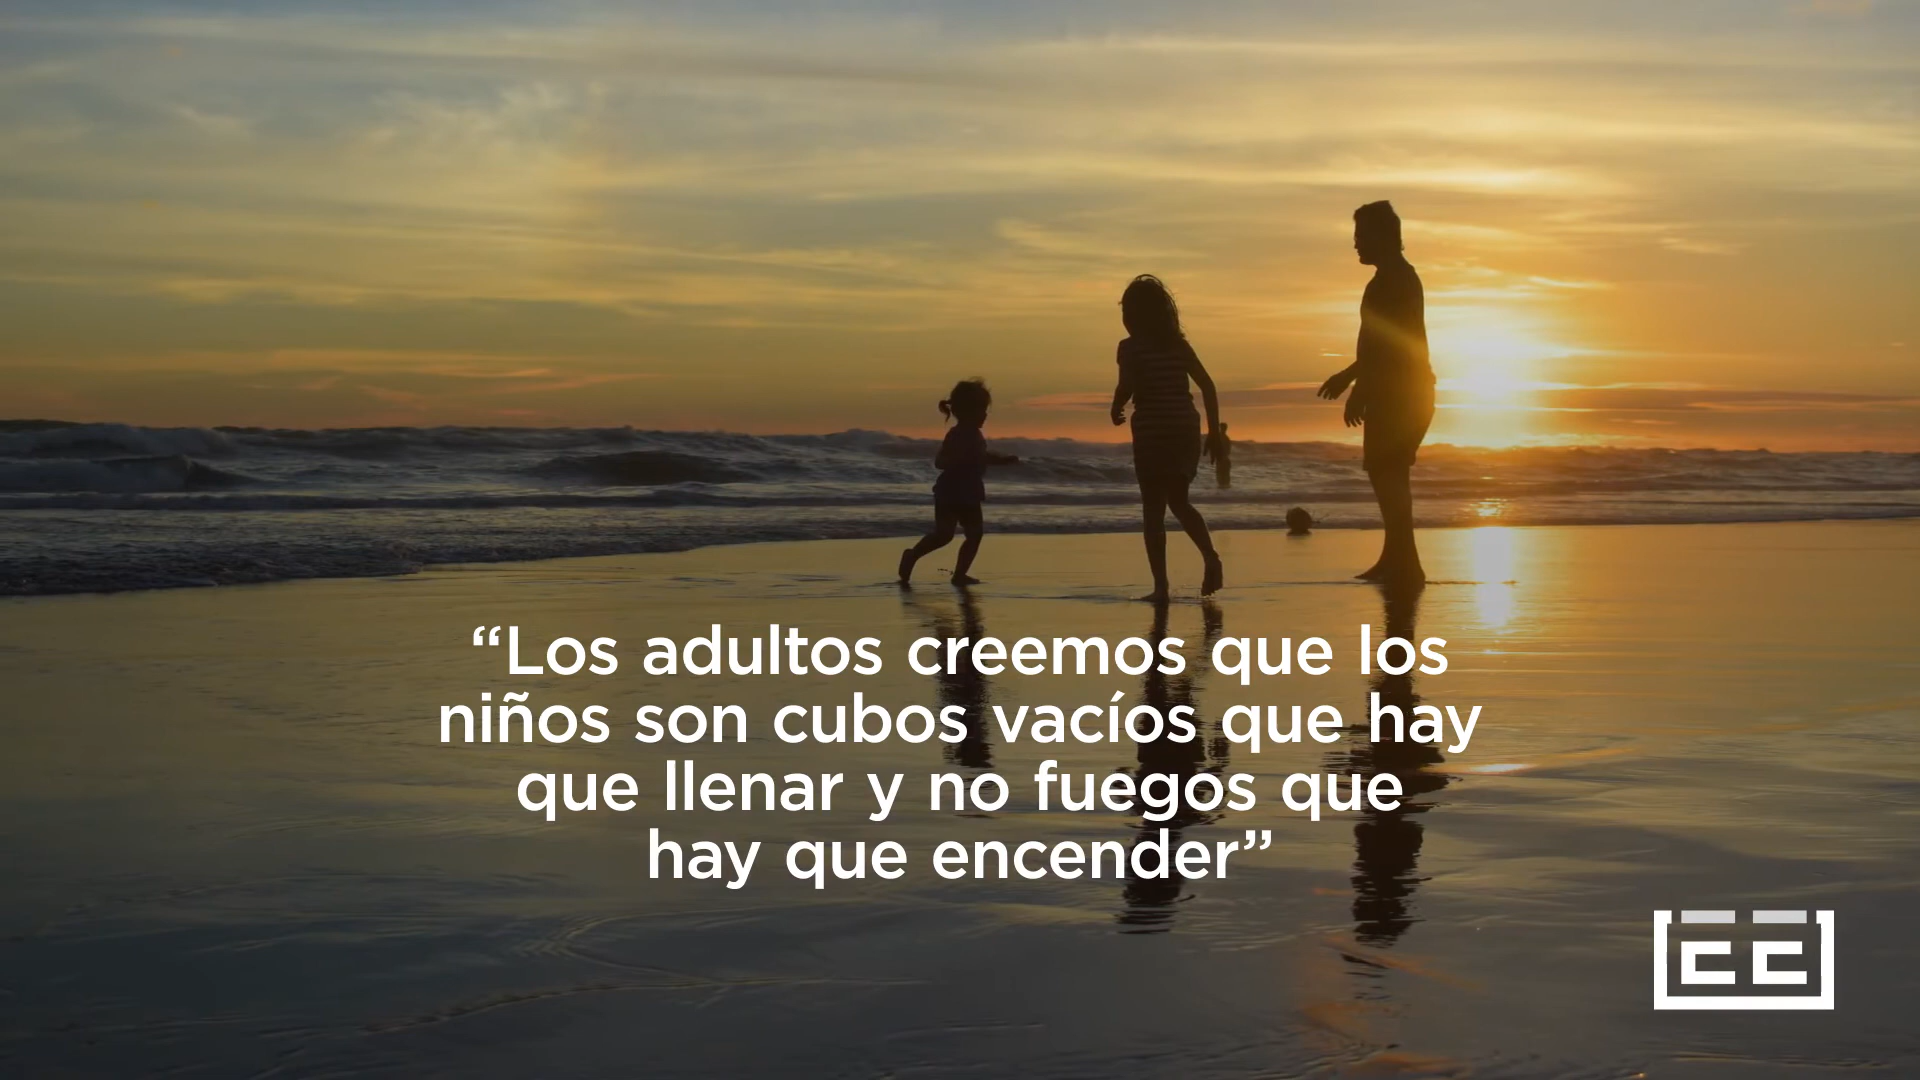 “Los adultos creemos que los
niños son cubos vacíos que hay
que llenar y no fuegos que
hay que encender”
EE